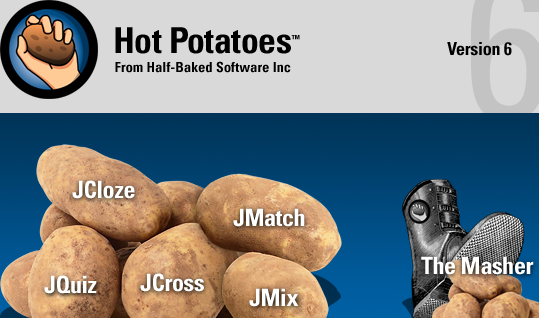 Hot Potatoes™
From Half-Baked Software Inc
Version 6
6
JCloze
JMatch
JQuiz
JCross
JMix
The Masher